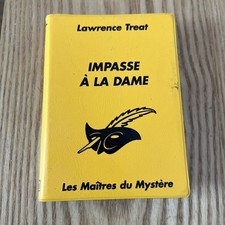 Lawrence Treat
IMPASSE
À LA DAME
Les Maîtres du Mystère